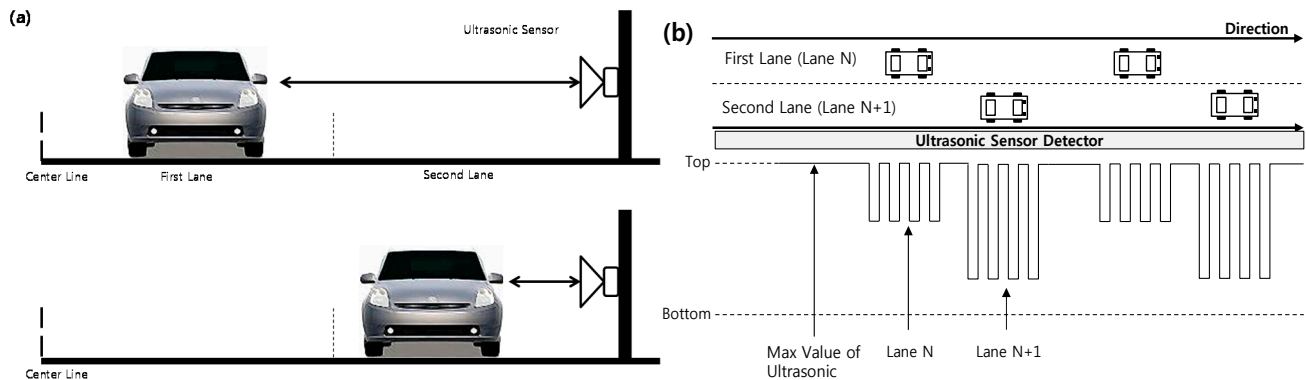 (a)
Ultrasonic Sensor
Center Line
First Lane
Second Lane
Center Line
(b)
Direction
First Lane (Lane N)
Second Lane (Lane N+1)
Ultrasonic Sensor Detector
Top
Bottom
Max Value of
Ultrasonic
Lane N
Lane N+1